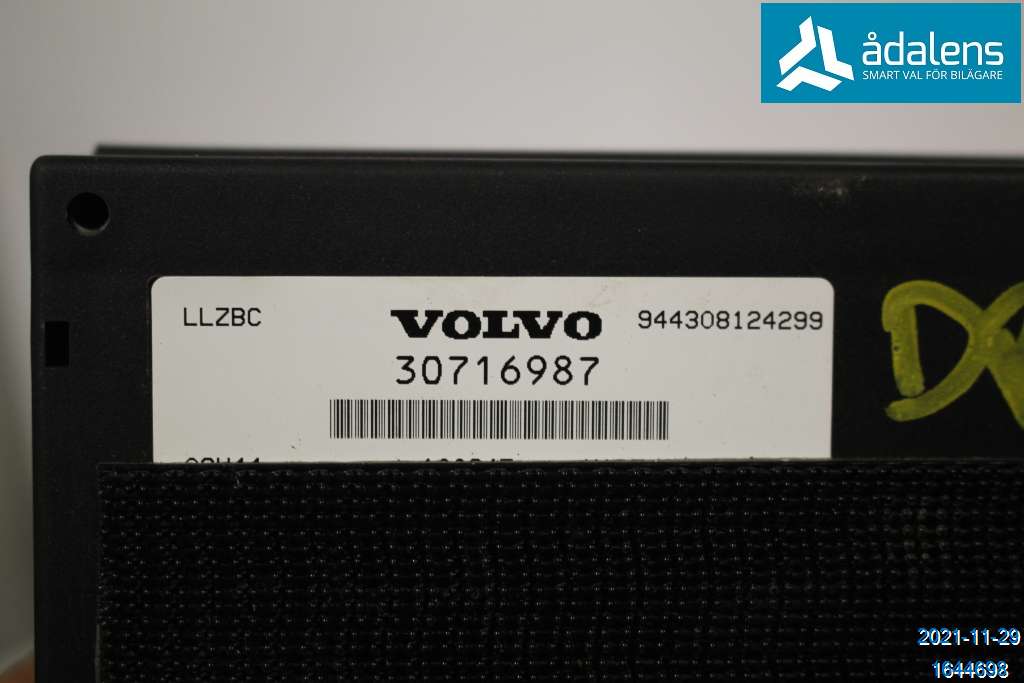 ådalens
SMART VAL FÖR BILÄGARE
LLZBC
VOLVO
944308124299
30716987
2021-11-29
1644698